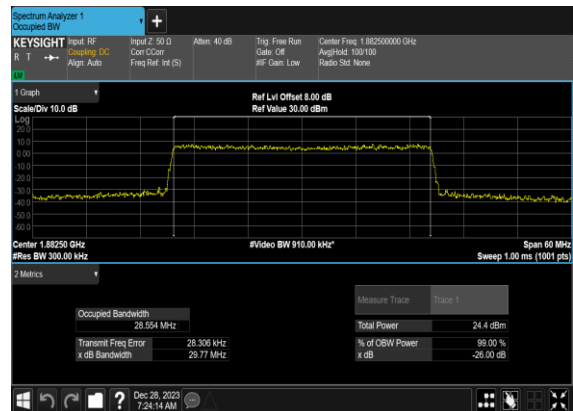 Spectrum Analyzer 1
Occupied BW
KEYSIGHT
R T
LV
Input: RF
Coupling: DC
Align: Auto
Input Z: 50 Ω
Corr CCorr
Freq Ref: Int (S)
Atten: 40 dB
Trig: Free Run
Gate: Off
#IF Gain: Low
Center Freq: 1.882500000 GHz
Avg|Hold: 100/100
Radio Std: None
1 Graph
Scale/Div 10.0 dB
Ref Lvl Offset 8.00 dB
Ref Value 30.00 dBm
Log
20.0
10.0
0.00
-10.0
-20.0
-30.0
-40.0
-50.0
-60.0
Center 1.88250 GHz
#Res BW 300.00 kHz
#Video BW 910.00 kHz*
Span 60 MHz
Sweep 1.00 ms (1001 pts)
2 Metrics
Measure Trace
Trace 1
Occupied Bandwidth
28.554 MHz
Transmit Freq Error 28.306 kHz
x dB Bandwidth 29.77 MHz
Total Power 24.4 dBm
% of OBW Power 99.00 %
x dB -26.00 dB
Dec 28, 2023
7:24:14 AM